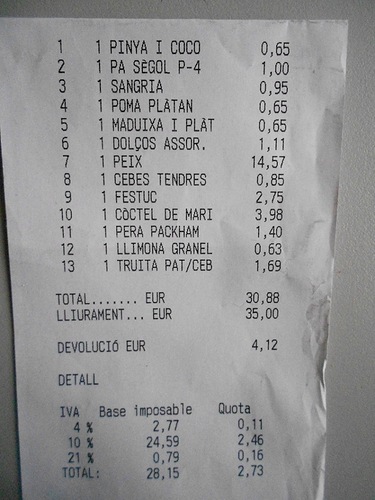 1 1 PINYA I COCO 0,65
2 1 PA SÈGOL P-4 1,00
3 1 SANGRIA 0,95
4 1 POMA PLÀTAN 0,65
5 1 MADUIXA I PLÀT 0,65
6 1 DOLÇOS ASSOR. 1,11
7 1 PEIX 14,57
8 1 CEBES TENDRES 0,85
9 1 FESTUC 2,75
10 1 CÒCTEL DE MARI 3,98
11 1 PERA PACKHAM 1,40
12 1 LLIMONA GRANEL 0,63
13 1 TRUITA PAT/CEB 1,69
TOTAL....... EUR 30,88
LLIURAMENT... EUR 35,00
DEVOLUCIÓ EUR 4,12
DETALL
IVA Base imposable Quota
4 % 2,77 0,11
10 % 24,59 2,46
21 % 0,79 0,16
TOTAL: 28,15 2,73